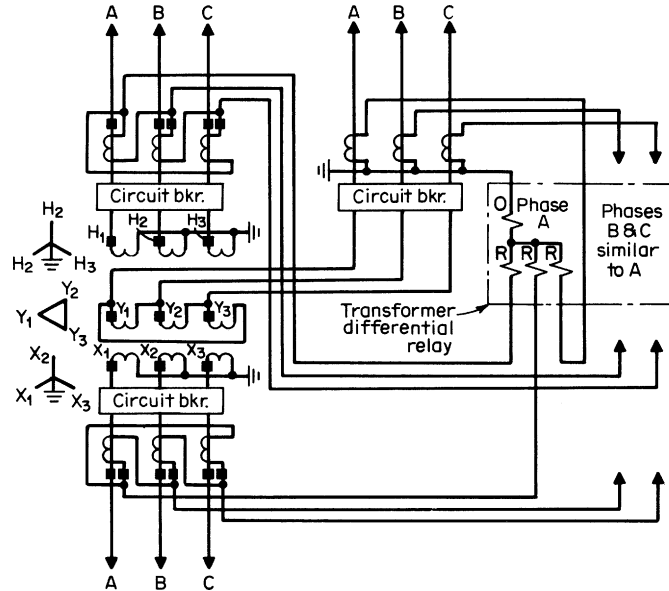 A B C
A B C
Circuit bkr.
Circuit bkr.
O Phase
A
Phases
B & C
similar
to A
R R R
H2
H1 H2 H3
H2 H3
Y2
Y1
Y3
Y1 Y2 Y3
Transformer
differential
relay
X2
X1 X3
X1 X2 X3
Circuit bkr.
A B C